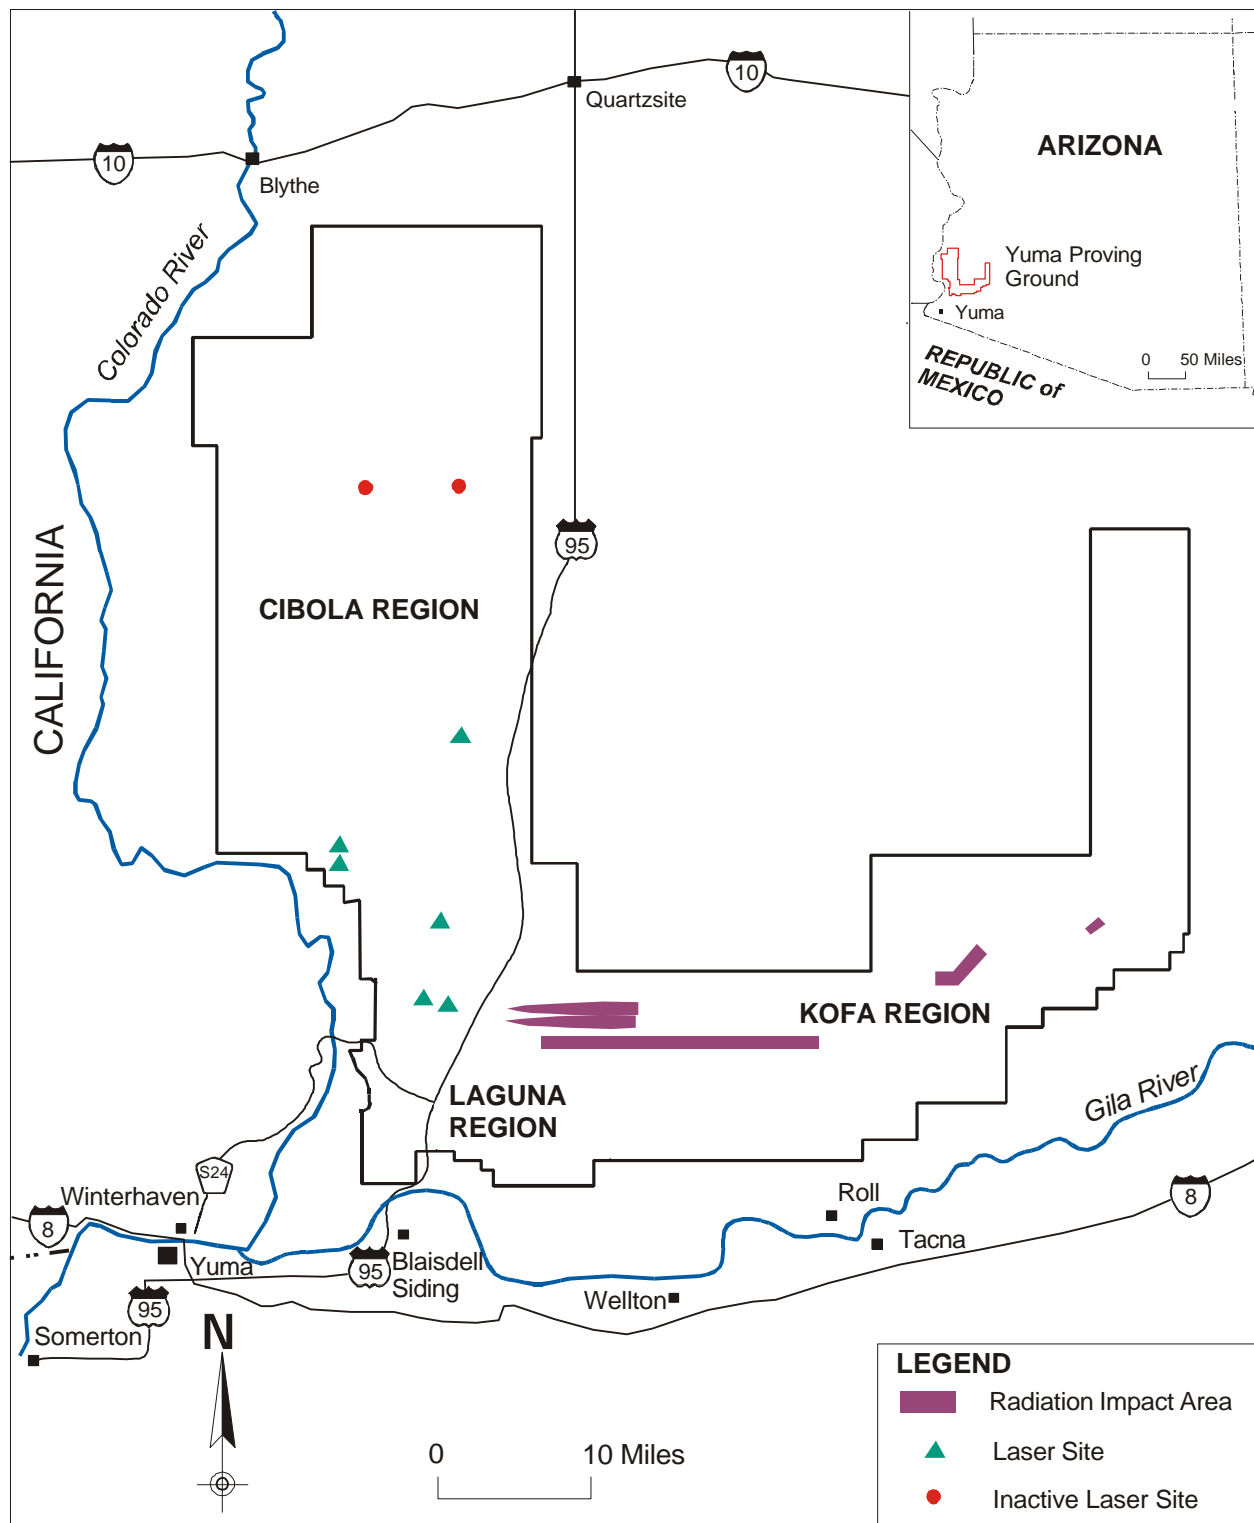 10
Quartzsite
10
Blythe
Colorado River
ARIZONA
Yuma Proving
Ground
Yuma
0 50 Miles
REPUBLIC of
MEXICO
CALIFORNIA
95
CIBOLA REGION
KOFA REGION
LAGUNA
REGION
Gila River
S24
Winterhaven
8
Yuma
95
Blaisdell
Siding
Roll
8
Tacna
Wellton
95
Somerton
N
0 10 Miles
LEGEND
Radiation Impact Area
Laser Site
Inactive Laser Site